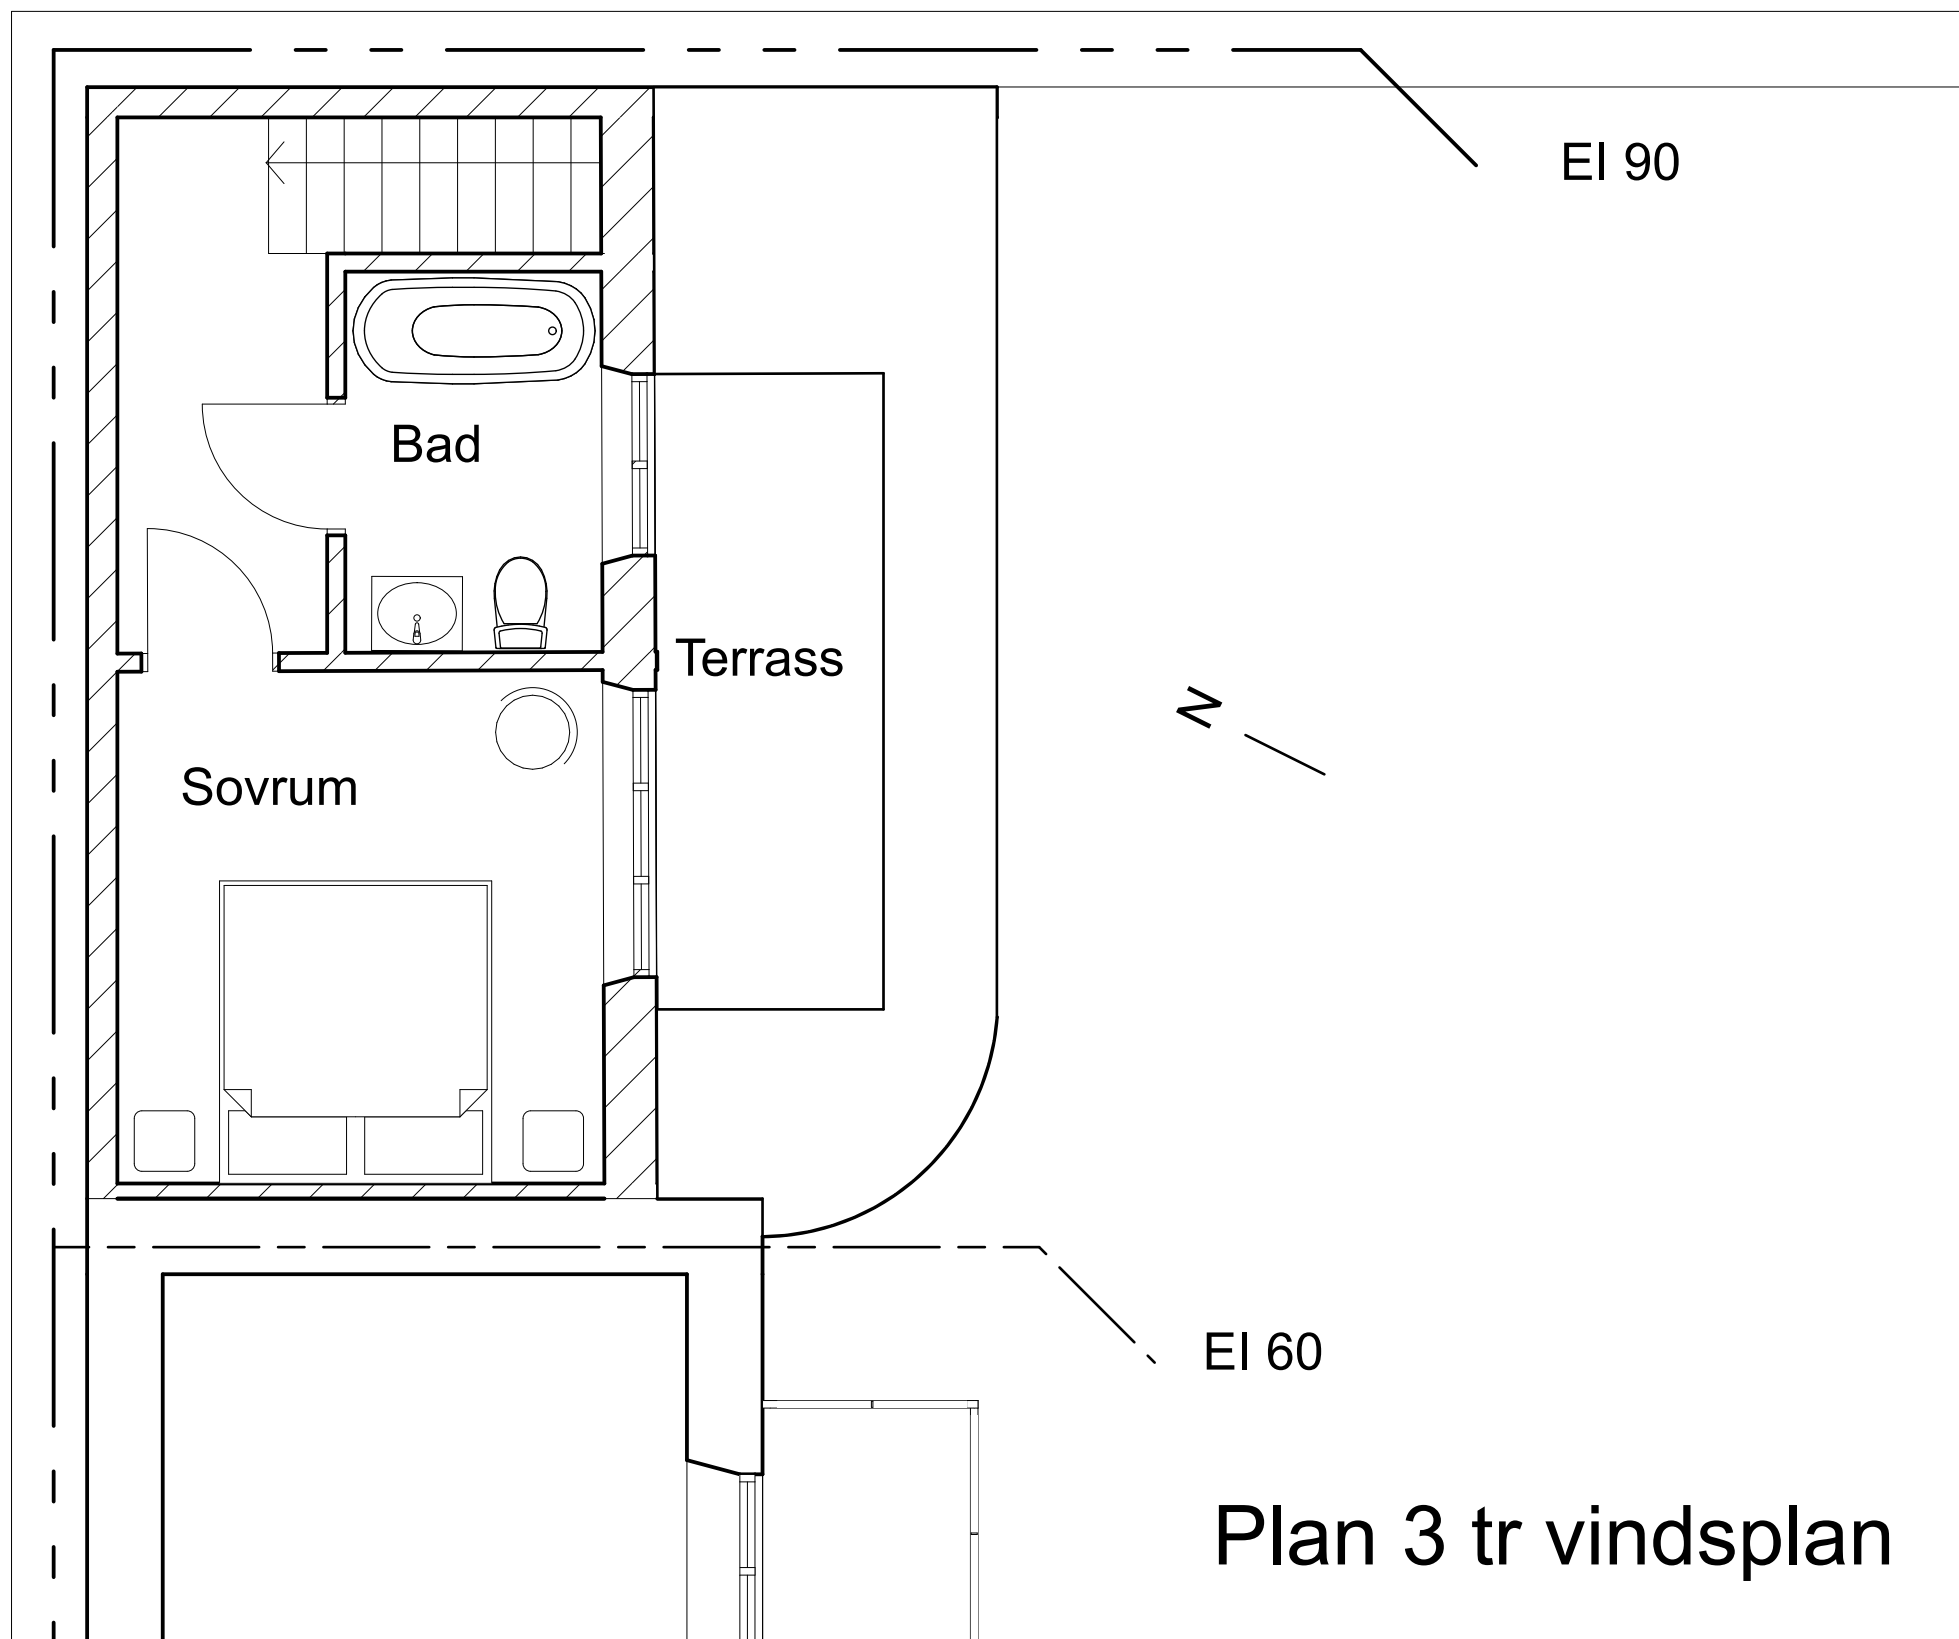 EI 90
Bad
Terrass
N
Sovrum
EI 60
Plan 3 tr vindsplan